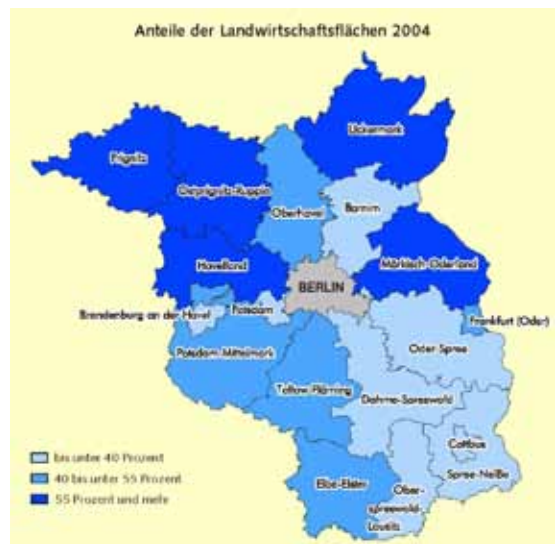 Anteile der Landwirtschaftsflächen 2004
Uckermark
Prignitz
Ostprignitz-Ruppin
Oberhavel
Barnim
Havelland
Märkisch-Oderland
BERLIN
Brandenburg an der Havel
Potsdam
Frankfurt (Oder)
Potsdam-Mittelmark
Oder-Spree
Teltow-Fläming
Dahme-Spreewald
Cottbus
Spree-Neiße
Elbe-Elster
Ober-
spreewald-
Lausitz
bis unter 40 Prozent
40 bis unter 55 Prozent
55 Prozent und mehr